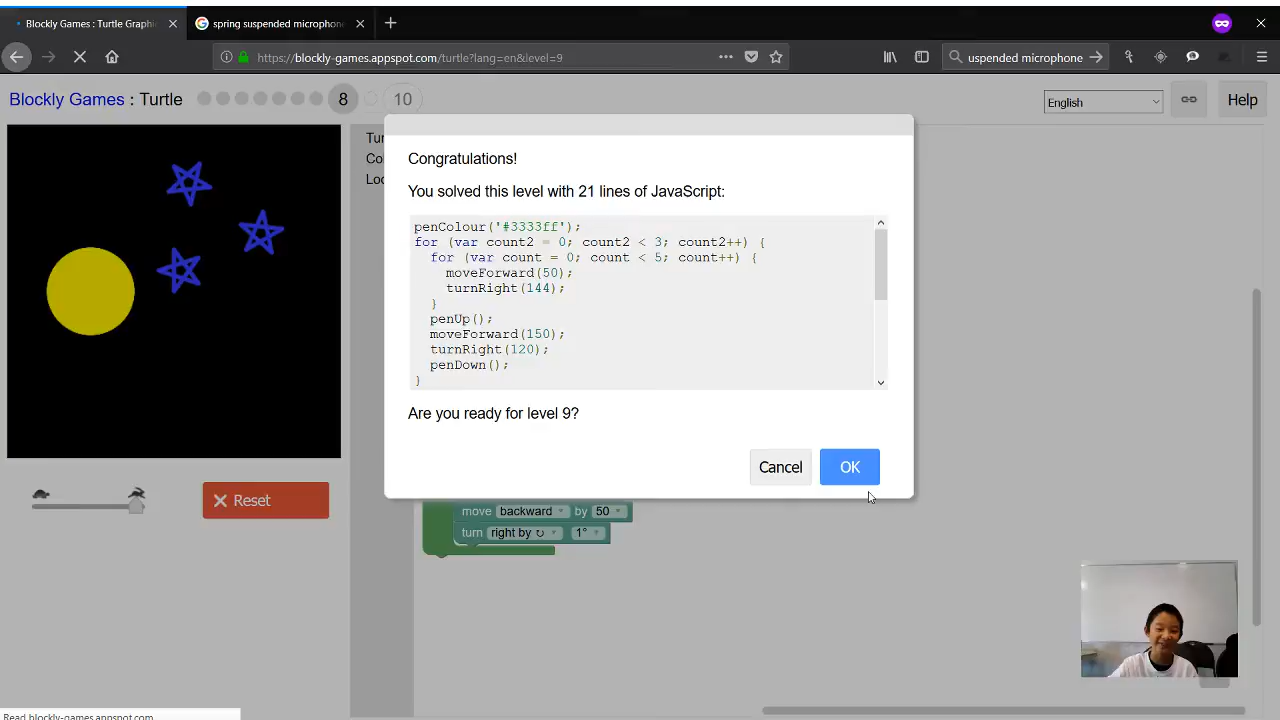 Blockly Games : Turtle Graphi
spring suspended microphone
https://blockly-games.appspot.com/turtle?lang=en&level=9
uspended microphone
Blockly Games : Turtle
8
10
English
Help
Tur
Co
Loo
Congratulations!
You solved this level with 21 lines of JavaScript:
penColour('#3333ff');
for (var count2 = 0; count2 < 3; count2++) {
for (var count = 0; count < 5; count++) {
moveForward(50);
turnRight(144);
}
penUp();
moveForward(150);
turnRight(120);
penDown();
}
Are you ready for level 9?
Cancel
OK
Reset
move backward by 50
turn right by ↻ 1°
Read blockly-games.appspot.com